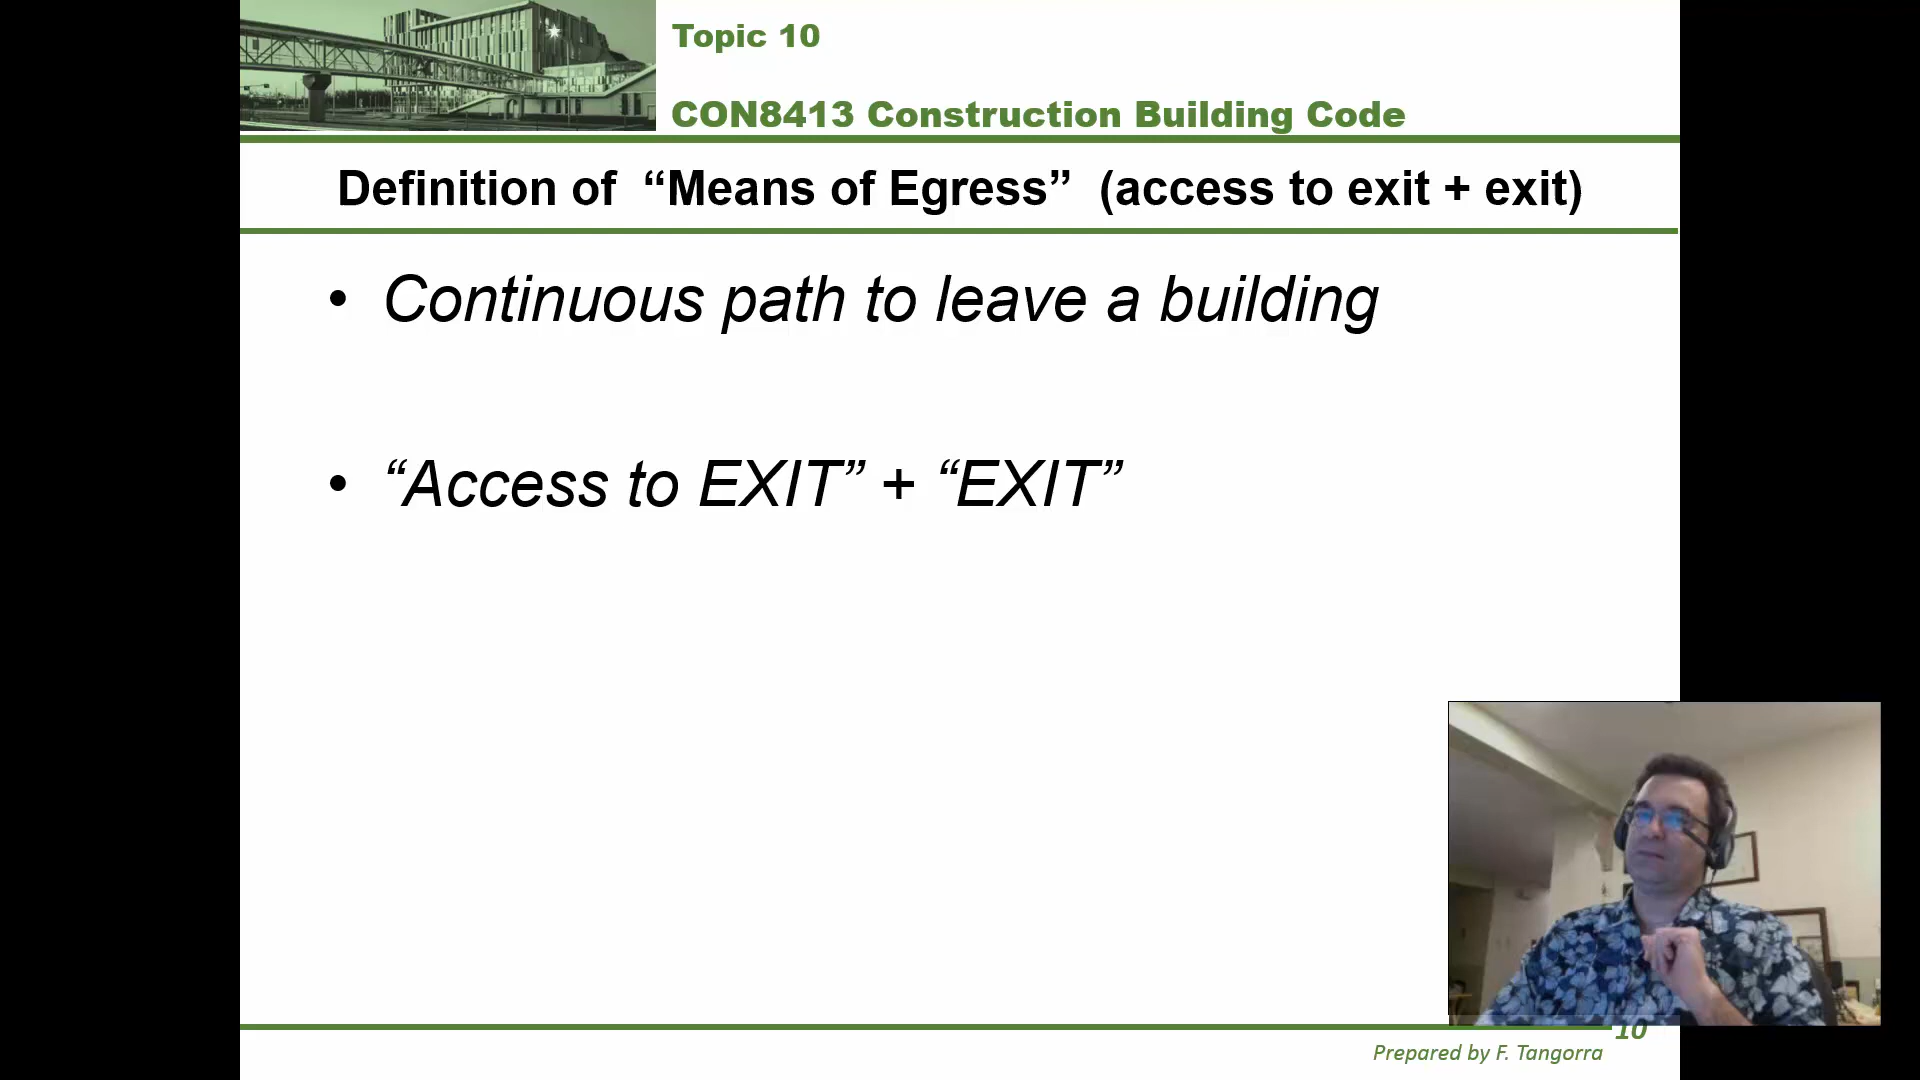 Topic 10
CON8413 Construction Building Code
Definition of “Means of Egress” (access to exit + exit)
• Continuous path to leave a building
• “Access to EXIT” + “EXIT”
10
Prepared by F. Tangorra